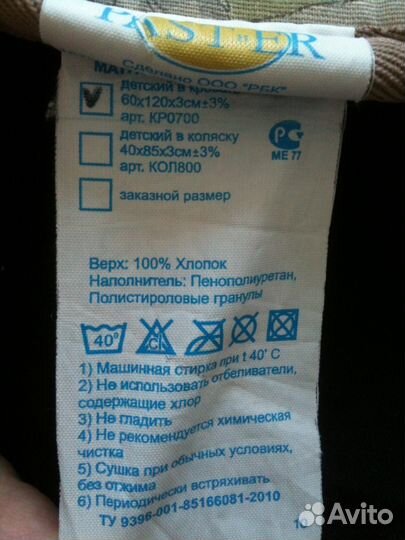 Сделано ООО "РБК"
детский в
60х120х3см±3%
арт. КР0700
детский в коляску
40х85х3см±3%
арт. КОЛ800
заказной размер
РС
МЕ 77
Верх: 100% Хлопок
Наполнитель: Пенополиуретан,
Полистироловые гранулы
40° CL
1) Машинная стирка при t 40˚ C
2) Не использовать отбеливатели,
содержащие хлор
3) Не гладить
4) Не рекомендуется химическая
чистка
5) Сушка при обычных условиях,
без отжима
6) Периодически встряхивать
ТУ 9396-001-85166081-2010
Avito